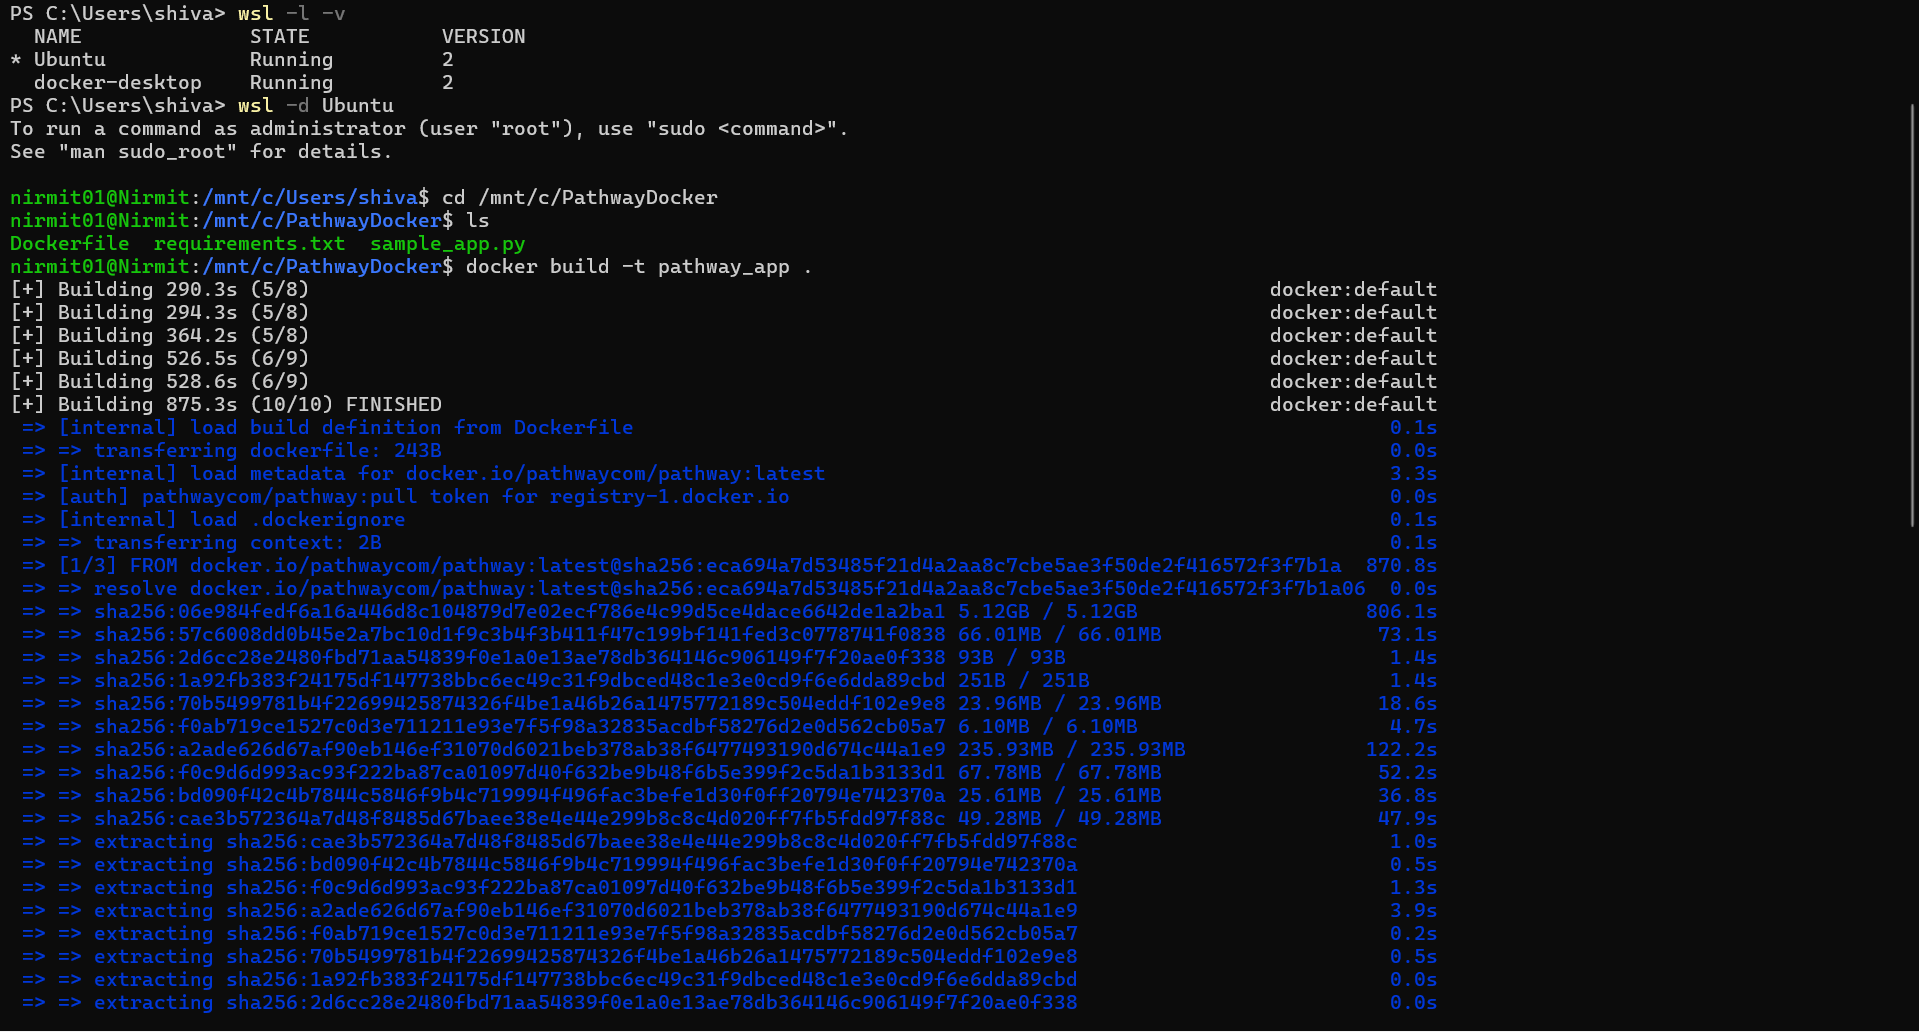 PS C:\Users\shiva> wsl -l -v
  NAME              STATE           VERSION
* Ubuntu            Running         2
  docker-desktop    Running         2
PS C:\Users\shiva> wsl -d Ubuntu
To run a command as administrator (user "root"), use "sudo <command>".
See "man sudo_root" for details.

nirmit01@Nirmit:/mnt/c/Users/shiva$ cd /mnt/c/PathwayDocker
nirmit01@Nirmit:/mnt/c/PathwayDocker$ ls
Dockerfile  requirements.txt  sample_app.py
nirmit01@Nirmit:/mnt/c/PathwayDocker$ docker build -t pathway_app .
[+] Building 290.3s (5/8) docker:default
[+] Building 294.3s (5/8) docker:default
[+] Building 364.2s (5/8) docker:default
[+] Building 526.5s (6/9) docker:default
[+] Building 528.6s (6/9) docker:default
[+] Building 875.3s (10/10) FINISHED docker:default
 => [internal] load build definition from Dockerfile 0.1s
 => => transferring dockerfile: 243B 0.0s
 => [internal] load metadata for docker.io/pathwaycom/pathway:latest 3.3s
 => [auth] pathwaycom/pathway:pull token for registry-1.docker.io 0.0s
 => [internal] load .dockerignore 0.1s
 => => transferring context: 2B 0.1s
 => [1/3] FROM docker.io/pathwaycom/pathway:latest@sha256:eca694a7d53485f21d4a2aa8c7cbe5ae3f50de2f416572f3f7b1a 870.8s
 => => resolve docker.io/pathwaycom/pathway:latest@sha256:eca694a7d53485f21d4a2aa8c7cbe5ae3f50de2f416572f3f7b1a06 0.0s
 => => sha256:06e984fedf6a16a446d8c104879d7e02ecf786e4c99d5ce4dace6642de1a2ba1 5.12GB / 5.12GB 806.1s
 => => sha256:57c6008dd0b45e2a7bc10d1f9c3b4f3b411f47c199bf141fed3c0778741f0838 66.01MB / 66.01MB 73.1s
 => => sha256:2d6cc28e2480fbd71aa54839f0e1a0e13ae78db364146c906149f7f20ae0f338 93B / 93B 1.4s
 => => sha256:1a92fb383f24175df147738bbc6ec49c31f9dbced48c1e3e0cd9f6e6dda89cbd 251B / 251B 1.4s
 => => sha256:70b5499781b4f22699425874326f4be1a46b26a1475772189c504eddf102e9e8 23.96MB / 23.96MB 18.6s
 => => sha256:f0ab719ce1527c0d3e711211e93e7f5f98a32835acdbf58276d2e0d562cb05a7 6.10MB / 6.10MB 4.7s
 => => sha256:a2ade626d67af90eb146ef31070d6021beb378ab38f6477493190d674c44a1e9 235.93MB / 235.93MB 122.2s
 => => sha256:f0c9d6d993ac93f222ba87ca01097d40f632be9b48f6b5e399f2c5da1b3133d1 67.78MB / 67.78MB 52.2s
 => => sha256:bd090f42c4b7844c5846f9b4c719994f496fac3befe1d30f0ff20794e742370a 25.61MB / 25.61MB 36.8s
 => => sha256:cae3b572364a7d48f8485d67baee38e4e44e299b8c8c4d020ff7fb5fdd97f88c 49.28MB / 49.28MB 47.9s
 => => extracting sha256:cae3b572364a7d48f8485d67baee38e4e44e299b8c8c4d020ff7fb5fdd97f88c 1.0s
 => => extracting sha256:bd090f42c4b7844c5846f9b4c719994f496fac3befe1d30f0ff20794e742370a 0.5s
 => => extracting sha256:f0c9d6d993ac93f222ba87ca01097d40f632be9b48f6b5e399f2c5da1b3133d1 1.3s
 => => extracting sha256:a2ade626d67af90eb146ef31070d6021beb378ab38f6477493190d674c44a1e9 3.9s
 => => extracting sha256:f0ab719ce1527c0d3e711211e93e7f5f98a32835acdbf58276d2e0d562cb05a7 0.2s
 => => extracting sha256:70b5499781b4f22699425874326f4be1a46b26a1475772189c504eddf102e9e8 0.5s
 => => extracting sha256:1a92fb383f24175df147738bbc6ec49c31f9dbced48c1e3e0cd9f6e6dda89cbd 0.0s
 => => extracting sha256:2d6cc28e2480fbd71aa54839f0e1a0e13ae78db364146c906149f7f20ae0f338 0.0s